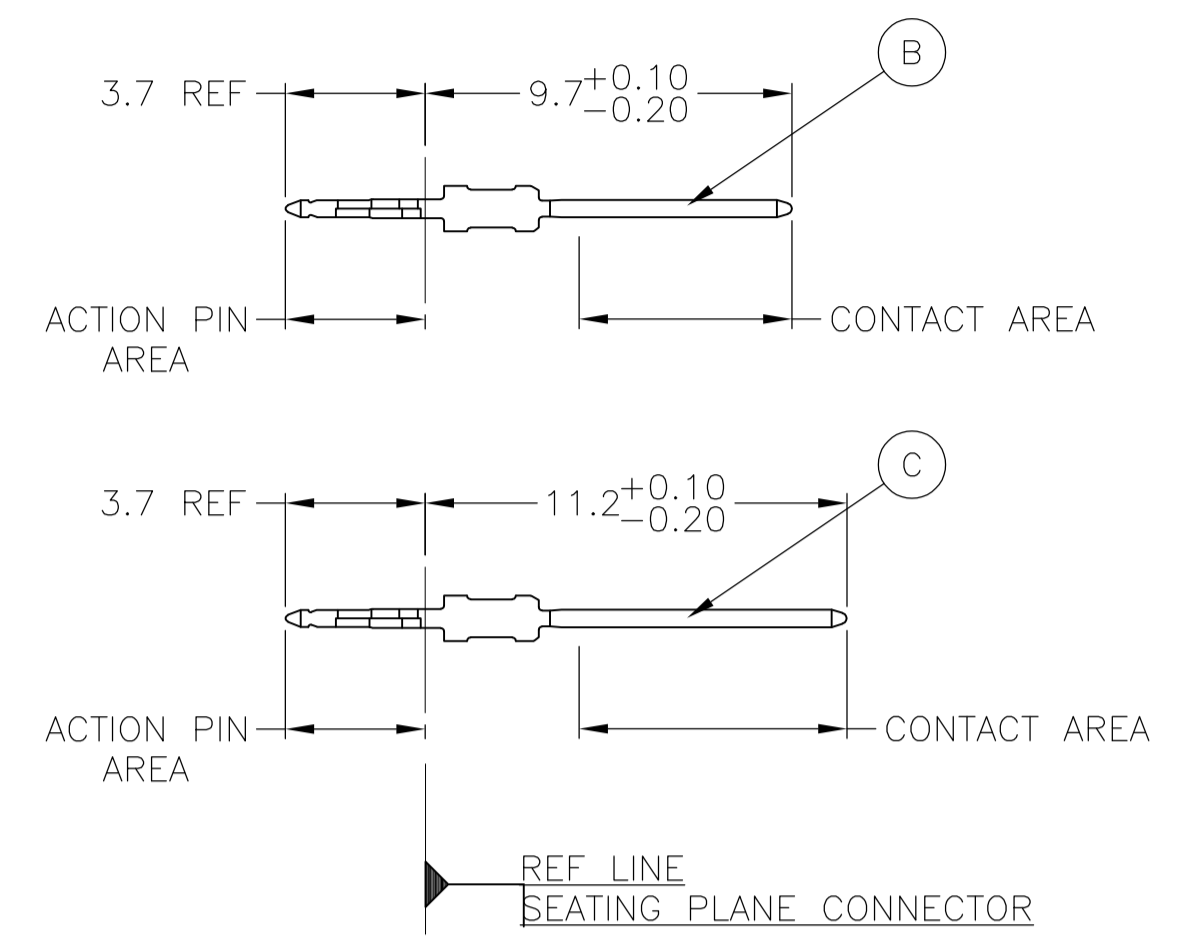 B
3.7 REF
9.7 +0.10
-0.20
ACTION PIN
AREA
CONTACT AREA
C
3.7 REF
11.2 +0.10
-0.20
ACTION PIN
AREA
CONTACT AREA
REF LINE
SEATING PLANE CONNECTOR